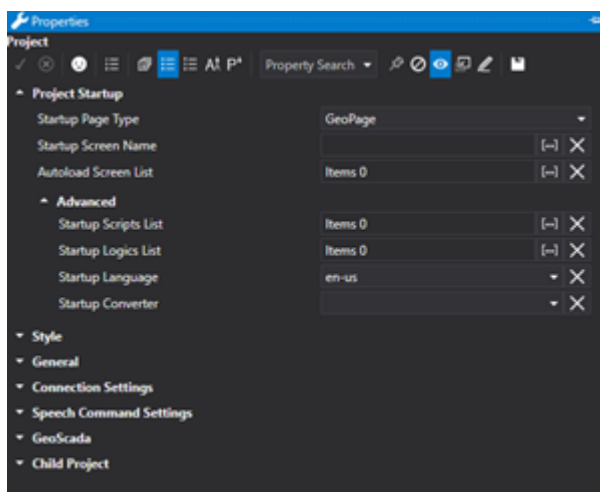 Properties
Project
Property Search
Project Startup
Startup Page Type GeoPage
Startup Screen Name
Autoload Screen List Items 0
Advanced
Startup Scripts List Items 0
Startup Logics List Items 0
Startup Language en-us
Startup Converter
Style
General
Connection Settings
Speech Command Settings
GeoScada
Child Project